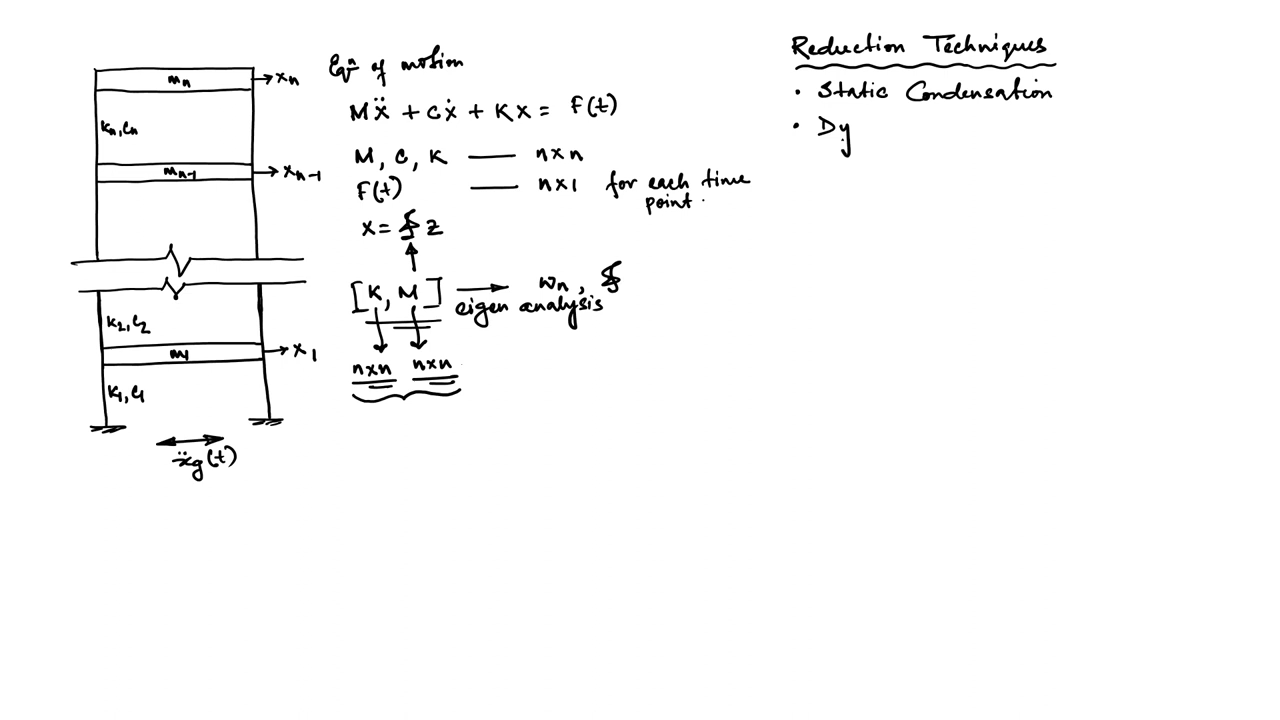 mₙ
→ xₙ
kₙ, cₙ
mₙ₋₁
→ xₙ₋₁
k₂, c₂
m₁
→ x₁
k₁, c₁
ẍg(t)
Eqⁿ of motion
Mẍ + cẋ + Kx = F(t)
M, C, K —— n×n
F(t) —— n×1 for each time
point.
x = Φ z
[K, M] → ωₙ, Φ
eigen analysis
n×n n×n
Reduction Techniques
• Static Condensation
• Dy